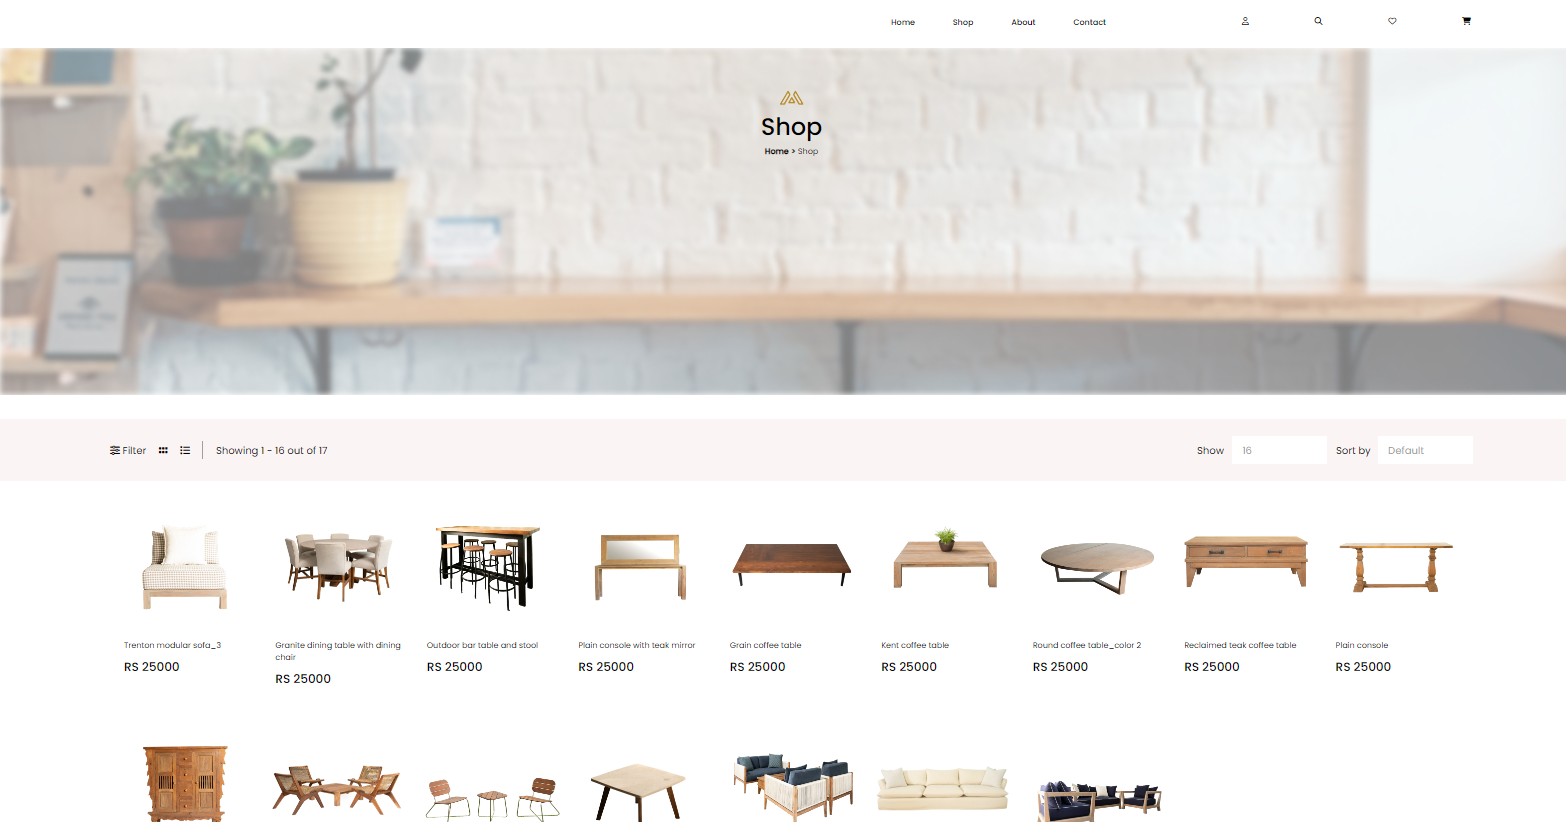 Home Shop About Contact
Shop
Home > Shop
Filter
Showing 1 - 16 out of 17
Show 16 Sort by Default
Trenton modular sofa_3
RS 25000
Granite dining table with dining
chair
RS 25000
Outdoor bar table and stool
RS 25000
Plain console with teak mirror
RS 25000
Grain coffee table
RS 25000
Kent coffee table
RS 25000
Round coffee table_color 2
RS 25000
Reclaimed teak coffee table
RS 25000
Plain console
RS 25000